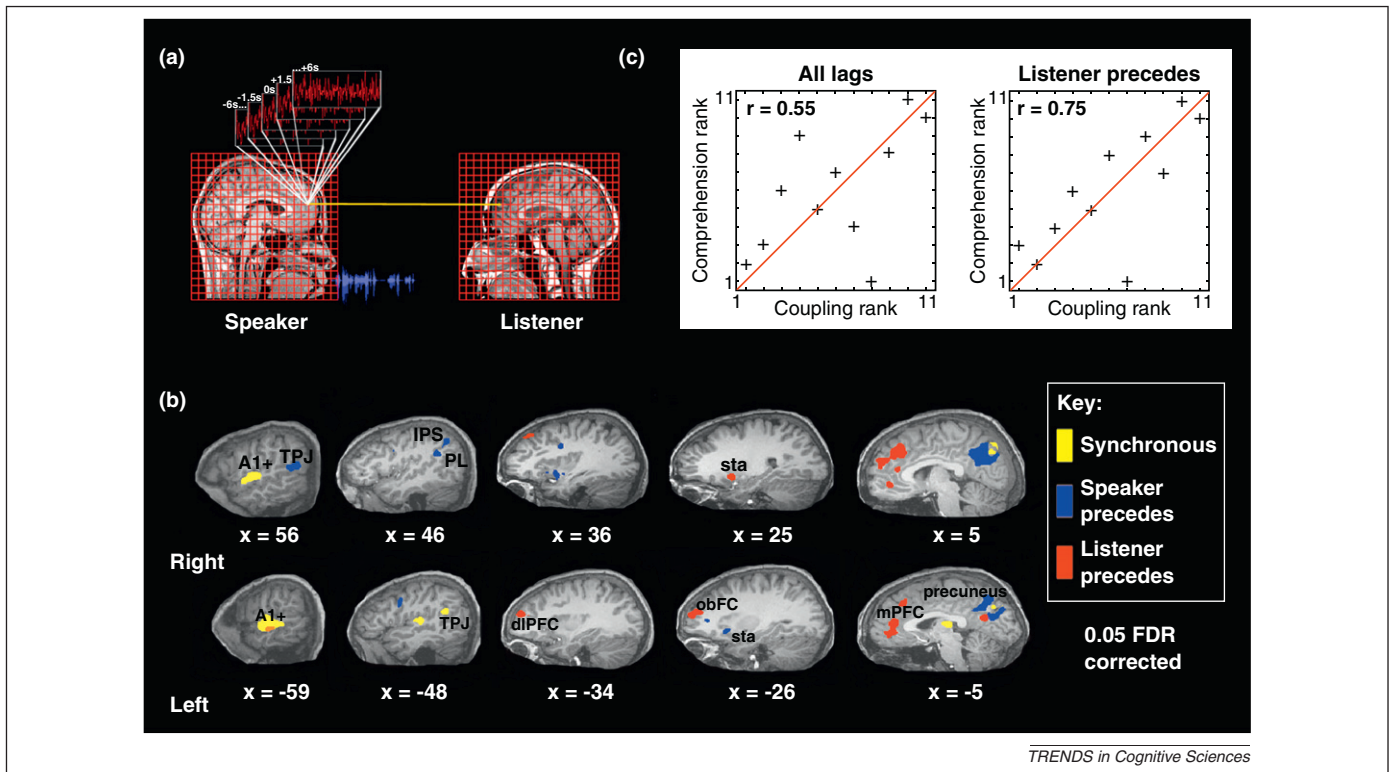 (a)
-6s...
-1.5s
0s
+1.5
...+6s
Speaker
Listener
(c)
All lags
r = 0.55
Comprehension rank
11
1
1
11
Coupling rank
Listener precedes
r = 0.75
Comprehension rank
11
1
1
11
Coupling rank
(b)
A1+ TPJ
x = 56
IPS
PL
x = 46
x = 36
sta
x = 25
x = 5
Right
A1+
x = -59
TPJ
x = -48
dlPFC
x = -34
obFC
sta
x = -26
precuneus
mPFC
x = -5
Left
Key:
Synchronous
Speaker
precedes
Listener
precedes
0.05 FDR
corrected
TRENDS in Cognitive Sciences